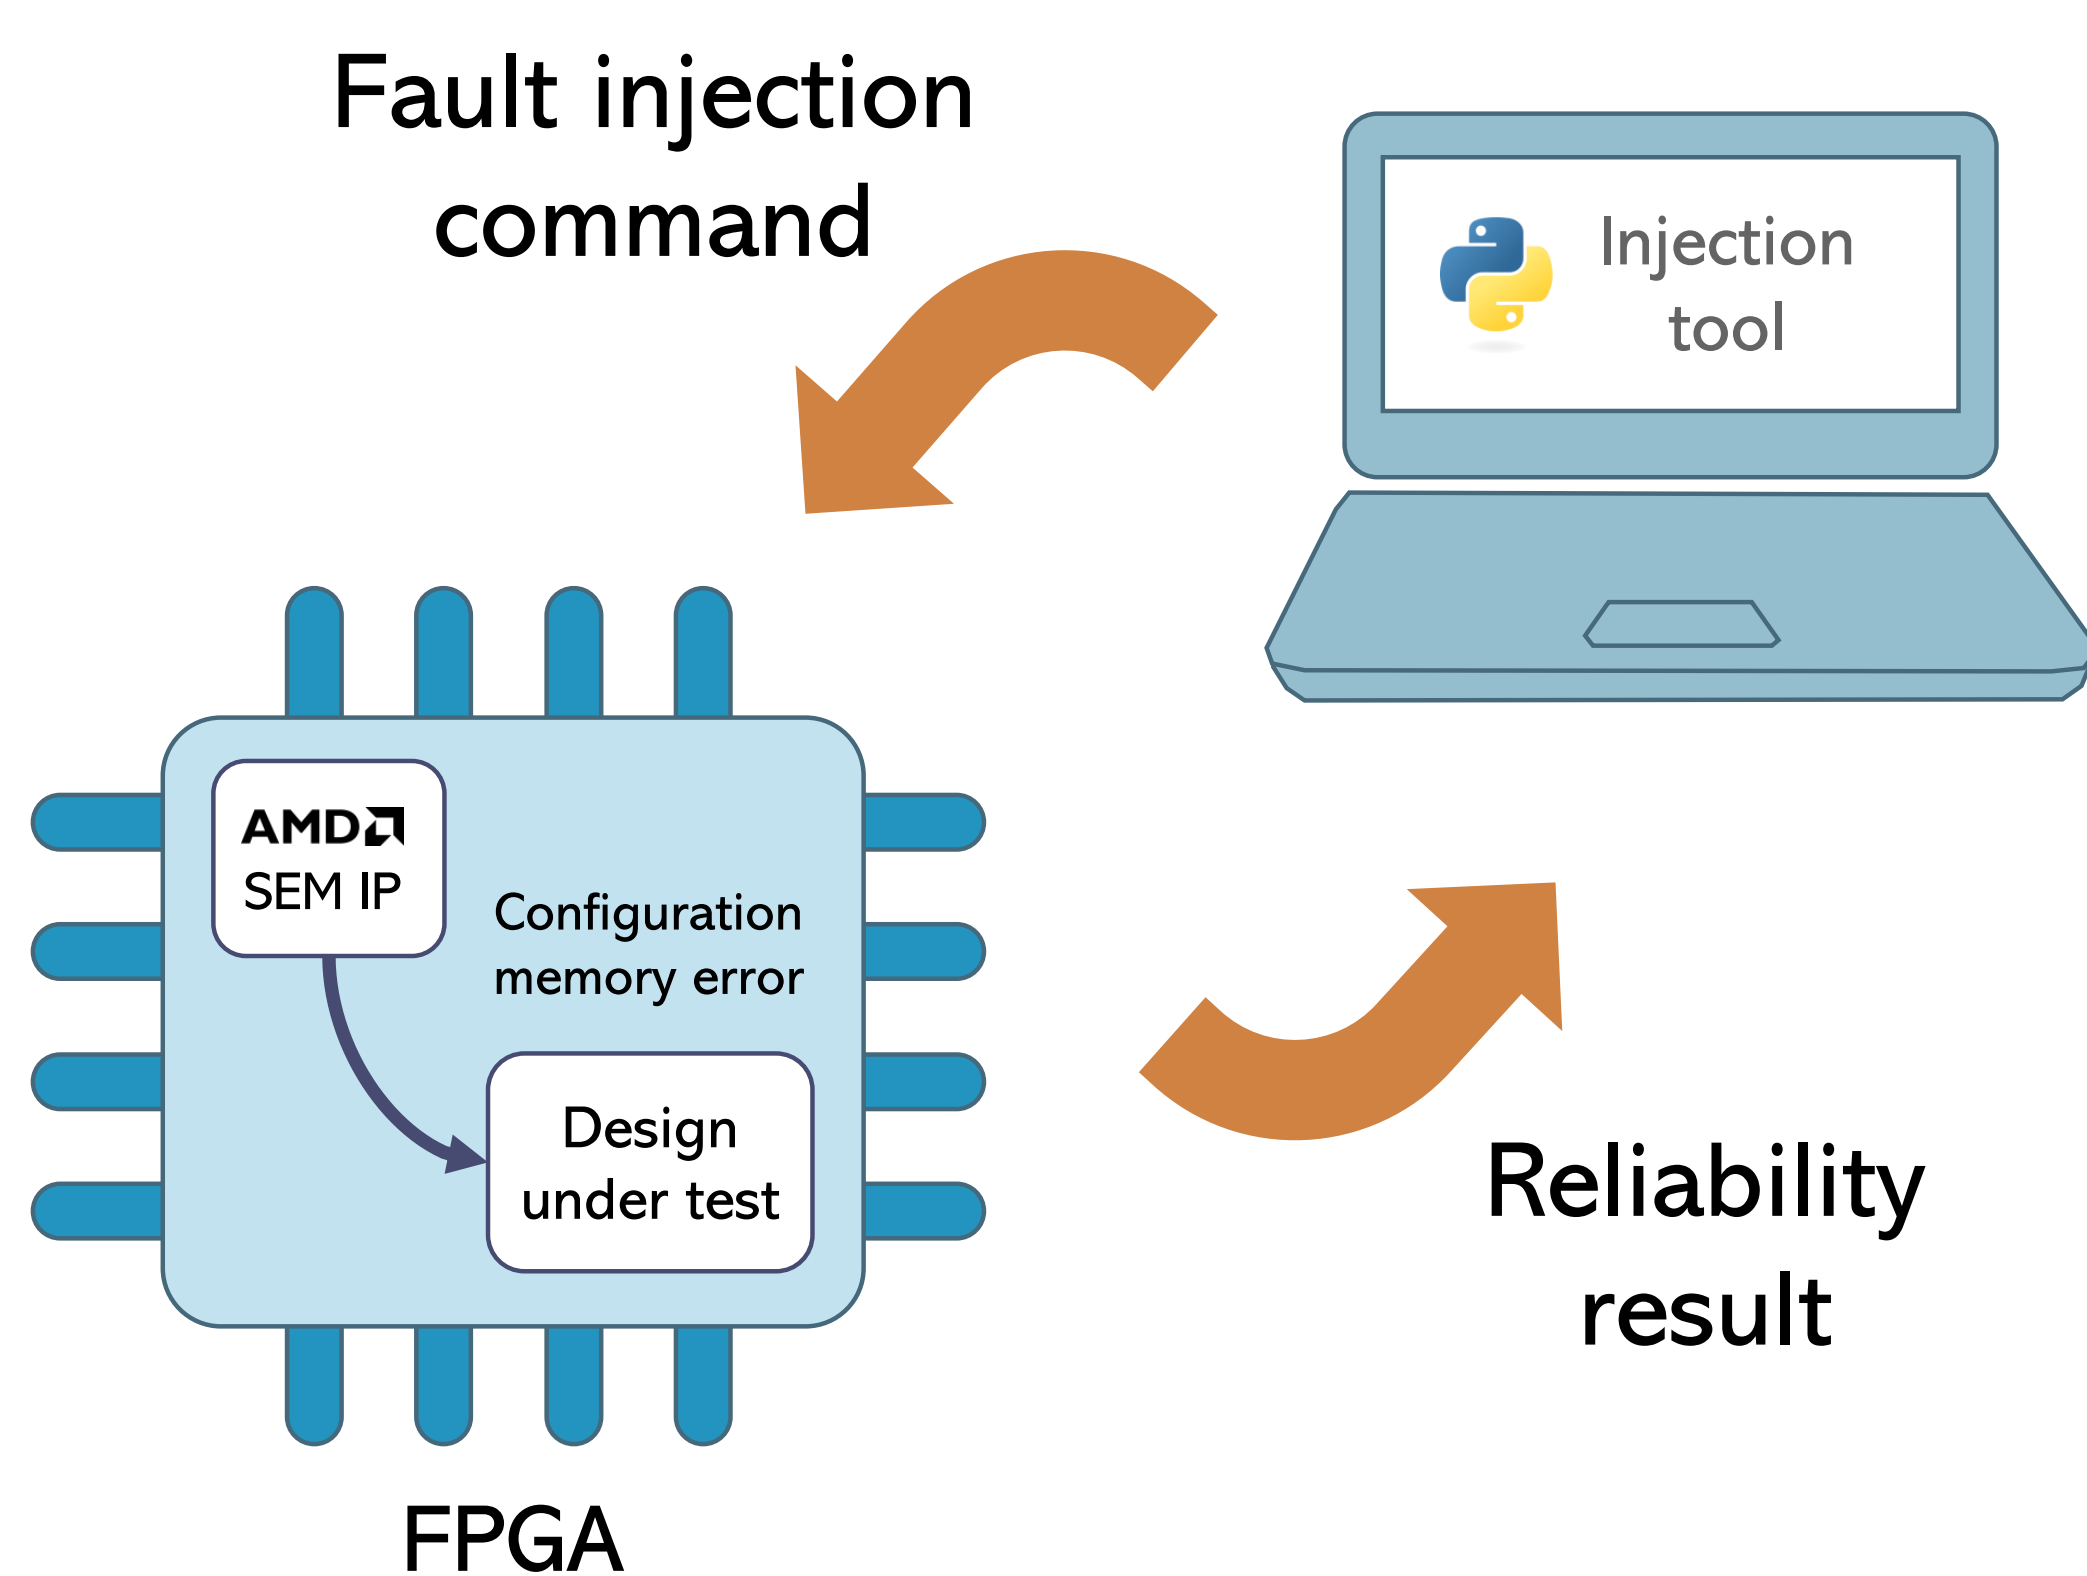 Fault injection
command
Injection
tool
AMD
SEM IP
Configuration
memory error
Design
under test
FPGA
Reliability
result